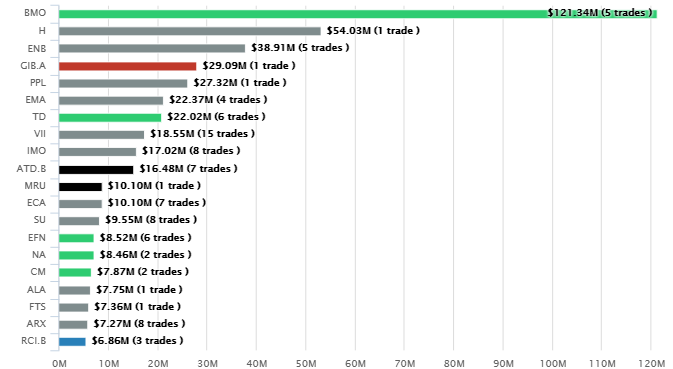 BMO $121.34M (5 trades )
H $54.03M (1 trade )
ENB $38.91M (5 trades )
GIB.A $29.09M (1 trade )
PPL $27.32M (1 trade )
EMA $22.37M (4 trades )
TD $22.02M (6 trades )
VII $18.55M (15 trades )
IMO $17.02M (8 trades )
ATD.B $16.48M (7 trades )
MRU $10.10M (1 trade )
ECA $10.10M (7 trades )
SU $9.55M (8 trades )
EFN $8.52M (6 trades )
NA $8.46M (2 trades )
CM $7.87M (2 trades )
ALA $7.75M (1 trade )
FTS $7.36M (1 trade )
ARX $7.27M (8 trades )
RCI.B $6.86M (3 trades )
0M 10M 20M 30M 40M 50M 60M 70M 80M 90M 100M 110M 120M